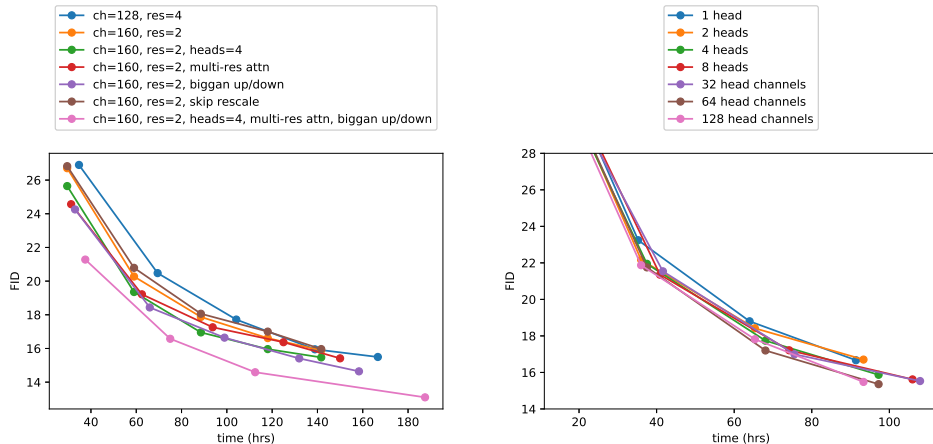 ch=128, res=4
ch=160, res=2
ch=160, res=2, heads=4
ch=160, res=2, multi-res attn
ch=160, res=2, biggan up/down
ch=160, res=2, skip rescale
ch=160, res=2, heads=4, multi-res attn, biggan up/down
26
24
22
20
18
16
14
FID
40 60 80 100 120 140 160 180
time (hrs)
1 head
2 heads
4 heads
8 heads
32 head channels
64 head channels
128 head channels
28
26
24
22
20
18
16
14
FID
20 40 60 80 100
time (hrs)